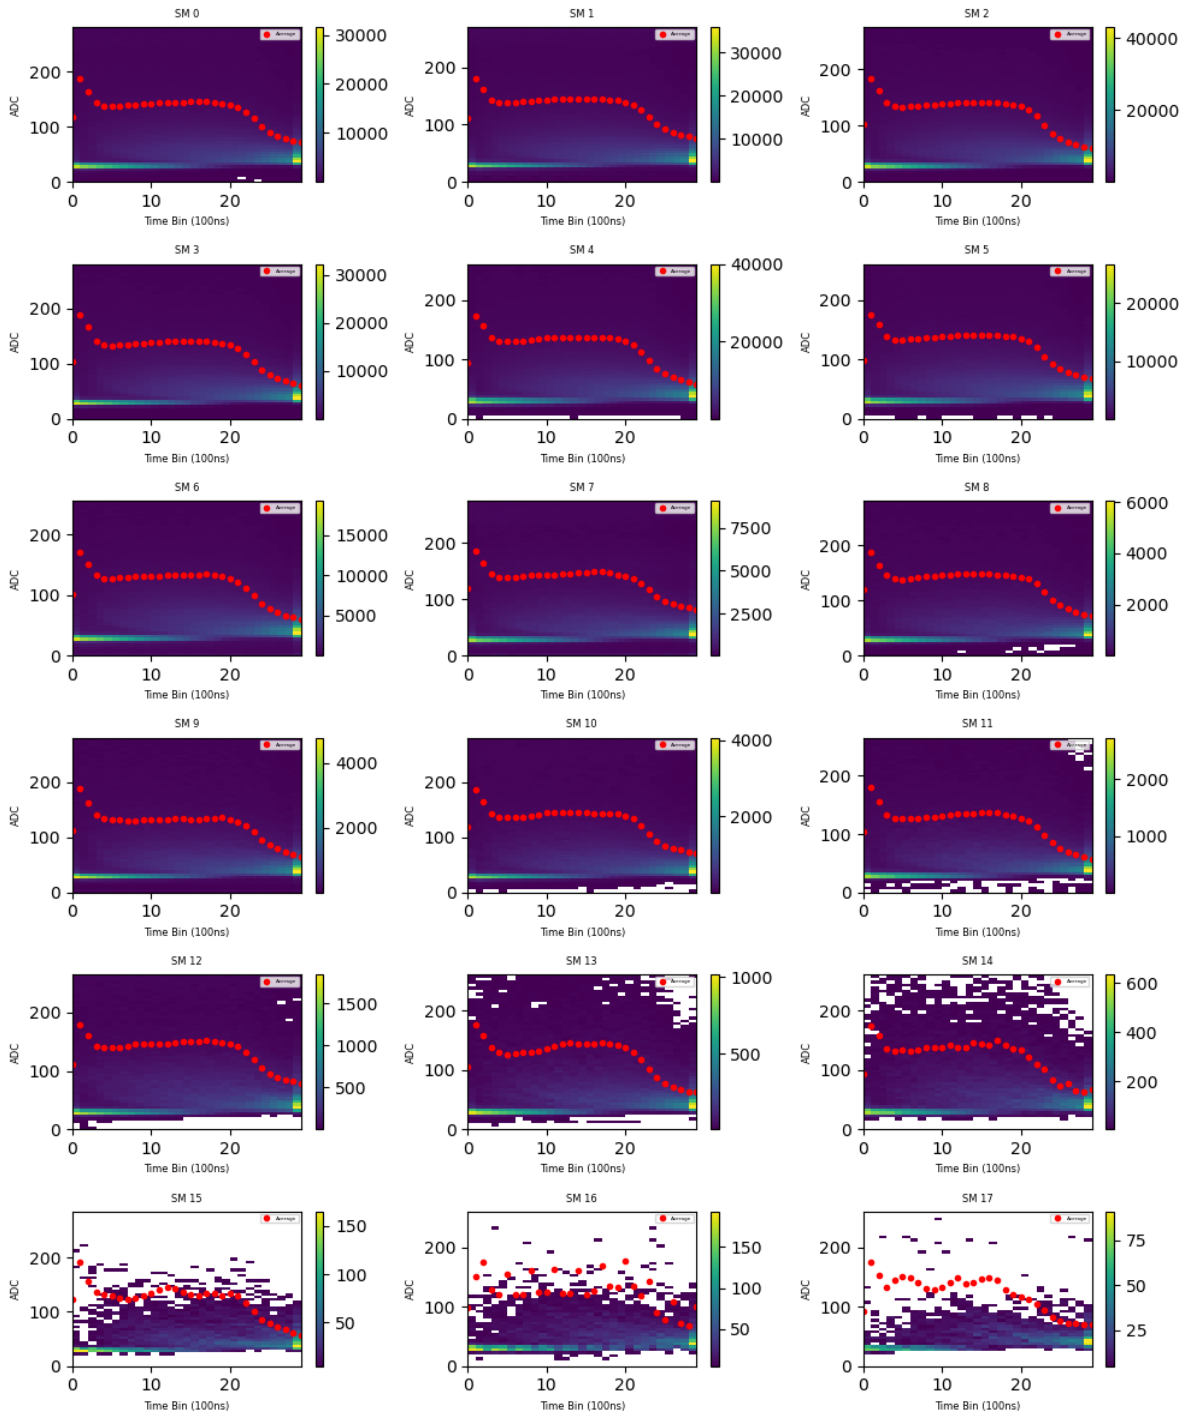 SM 0
Average
ADC
200
100
0
0 10 20
Time Bin (100ns)
30000
20000
10000
SM 1
Average
ADC
200
100
0
0 10 20
Time Bin (100ns)
30000
20000
10000
SM 2
Average
ADC
200
100
0
0 10 20
Time Bin (100ns)
40000
20000
SM 3
Average
ADC
200
100
0
0 10 20
Time Bin (100ns)
30000
20000
10000
SM 4
Average
ADC
200
100
0
0 10 20
Time Bin (100ns)
40000
20000
SM 5
Average
ADC
200
100
0
0 10 20
Time Bin (100ns)
20000
10000
SM 6
Average
ADC
200
100
0
0 10 20
Time Bin (100ns)
15000
10000
5000
SM 7
Average
ADC
200
100
0
0 10 20
Time Bin (100ns)
7500
5000
2500
SM 8
Average
ADC
200
100
0
0 10 20
Time Bin (100ns)
6000
4000
2000
SM 9
Average
ADC
200
100
0
0 10 20
Time Bin (100ns)
4000
2000
SM 10
Average
ADC
200
100
0
0 10 20
Time Bin (100ns)
4000
2000
SM 11
Average
ADC
200
100
0
0 10 20
Time Bin (100ns)
2000
1000
SM 12
Average
ADC
200
100
0
0 10 20
Time Bin (100ns)
1500
1000
500
SM 13
Average
ADC
200
100
0
0 10 20
Time Bin (100ns)
1000
500
SM 14
Average
ADC
200
100
0
0 10 20
Time Bin (100ns)
600
400
200
SM 15
Average
ADC
200
100
0
0 10 20
Time Bin (100ns)
150
100
50
SM 16
Average
ADC
200
100
0
0 10 20
Time Bin (100ns)
150
100
50
SM 17
Average
ADC
200
100
0
0 10 20
Time Bin (100ns)
75
50
25